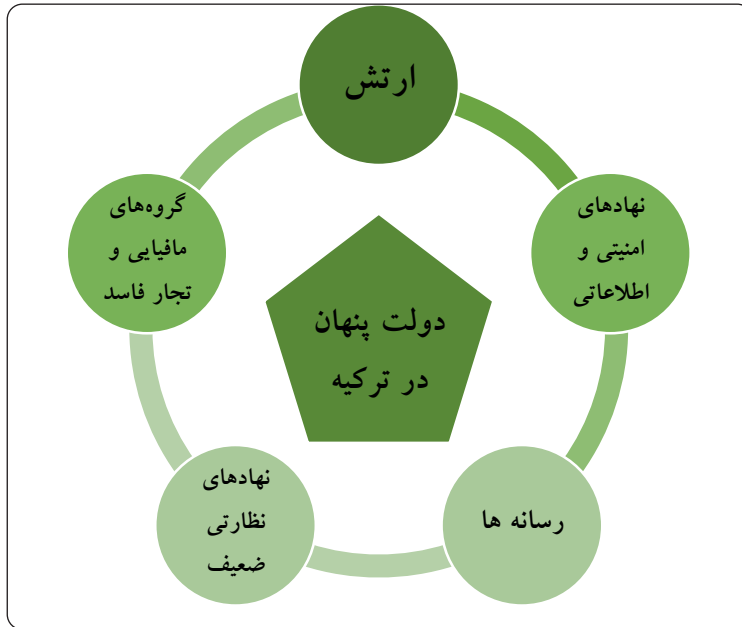 ارتش
نهادهای
امنیتی و
اطلاعاتی
رسانه ها
نهادهای
نظارتی
ضعیف
گروه‌های
مافیایی و
تجار فاسد
دولت پنهان
در ترکیه